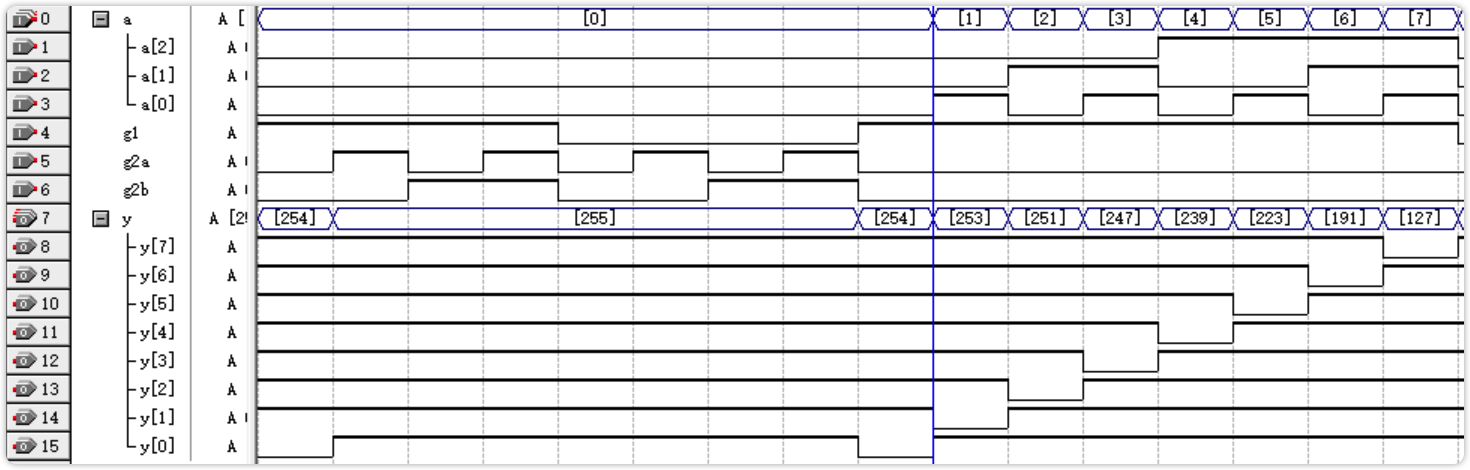 0 a A [ [0] [1] [2] [3] [4] [5] [6] [7]
1 a[2] A
2 a[1] A
3 a[0] A
4 g1 A
5 g2a A
6 g2b A
7 y A [2 [254] [255] [254] [253] [251] [247] [239] [223] [191] [127]
8 y[7] A
9 y[6] A
10 y[5] A
11 y[4] A
12 y[3] A
13 y[2] A
14 y[1] A
15 y[0] A